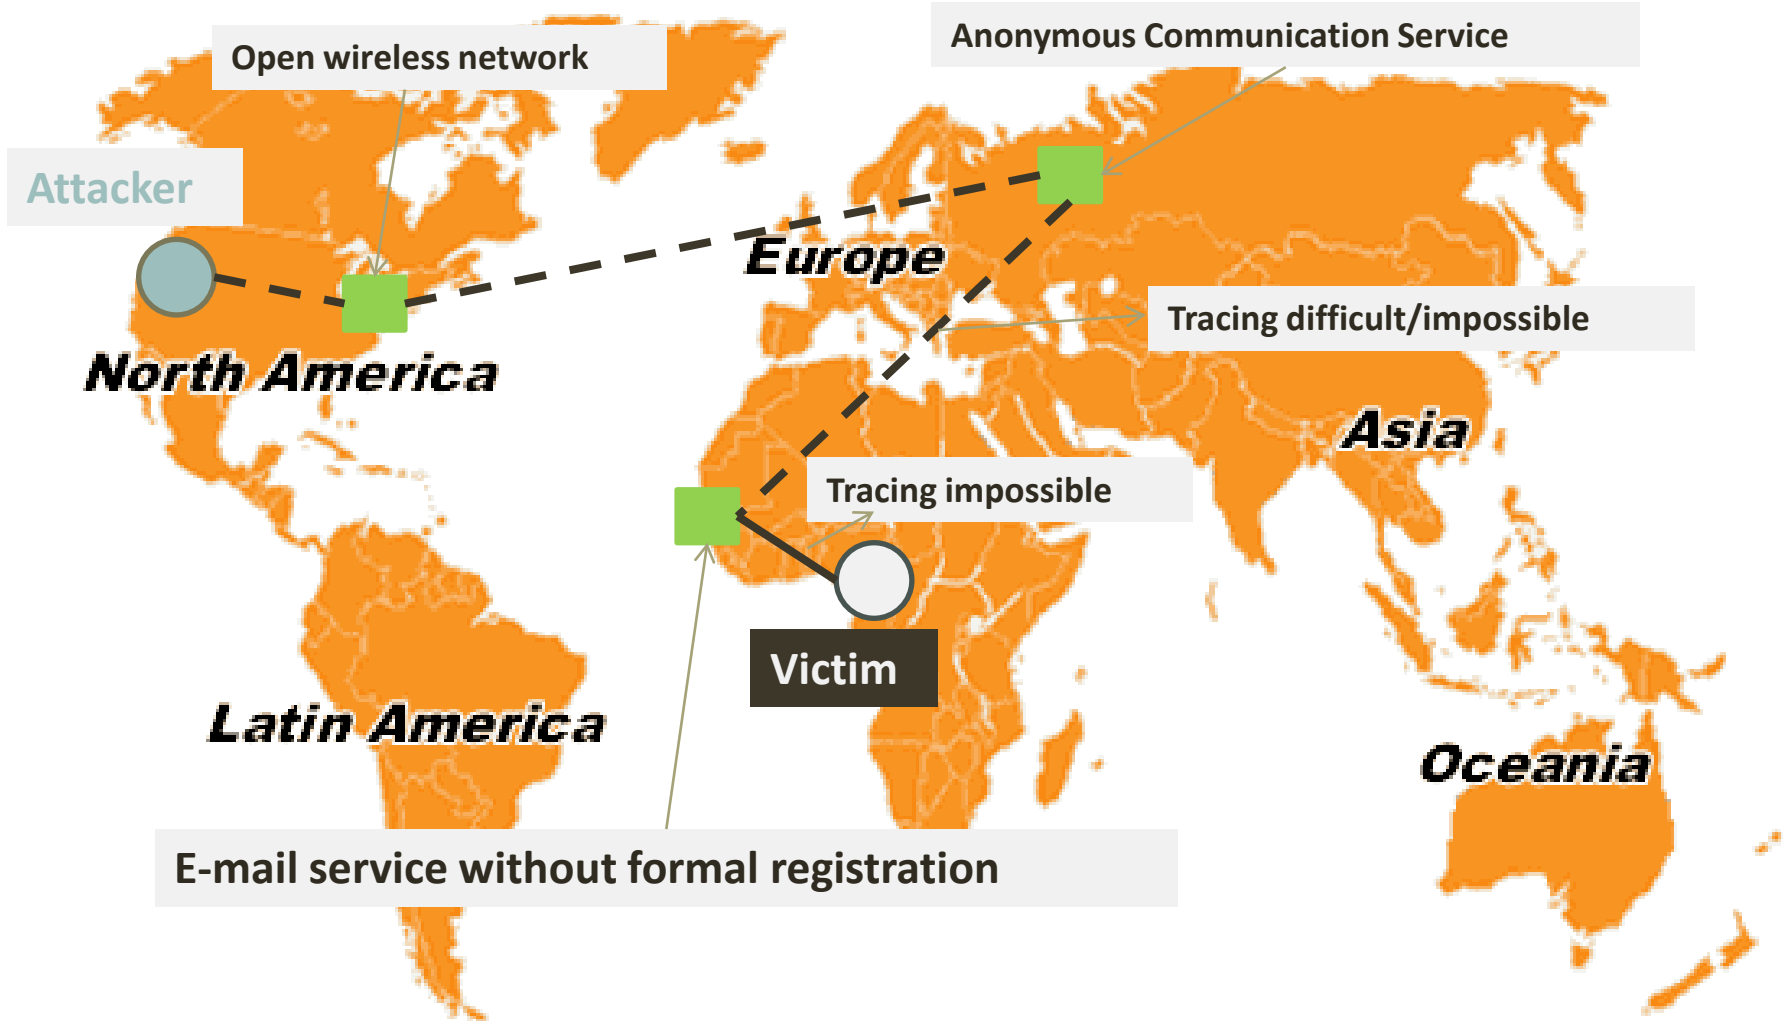 Anonymous Communication Service
Open wireless network
Attacker
Europe
Tracing difficult/impossible
North America
Asia
Tracing impossible
Victim
Latin America
Oceania
E-mail service without formal registration